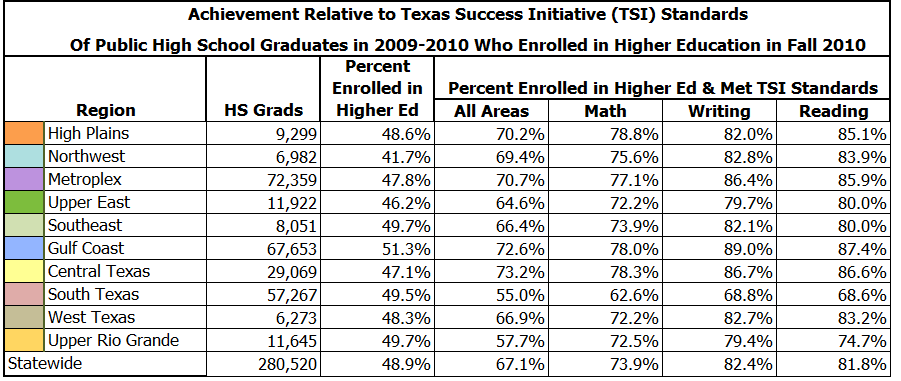 Achievement Relative to Texas Success Initiative (TSI) Standards
Of Public High School Graduates in 2009-2010 Who Enrolled in Higher Education in Fall 2010
Region HS Grads Percent Enrolled in Higher Ed Percent Enrolled in Higher Ed & Met TSI Standards
All Areas Math Writing Reading
High Plains 9,299 48.6% 70.2% 78.8% 82.0% 85.1%
Northwest 6,982 41.7% 69.4% 75.6% 82.8% 83.9%
Metroplex 72,359 47.8% 70.7% 77.1% 86.4% 85.9%
Upper East 11,922 46.2% 64.6% 72.2% 79.7% 80.0%
Southeast 8,051 49.7% 66.4% 73.9% 82.1% 80.0%
Gulf Coast 67,653 51.3% 72.6% 78.0% 89.0% 87.4%
Central Texas 29,069 47.1% 73.2% 78.3% 86.7% 86.6%
South Texas 57,267 49.5% 55.0% 62.6% 68.8% 68.6%
West Texas 6,273 48.3% 66.9% 72.2% 82.7% 83.2%
Upper Rio Grande 11,645 49.7% 57.7% 72.5% 79.4% 74.7%
Statewide 280,520 48.9% 67.1% 73.9% 82.4% 81.8%